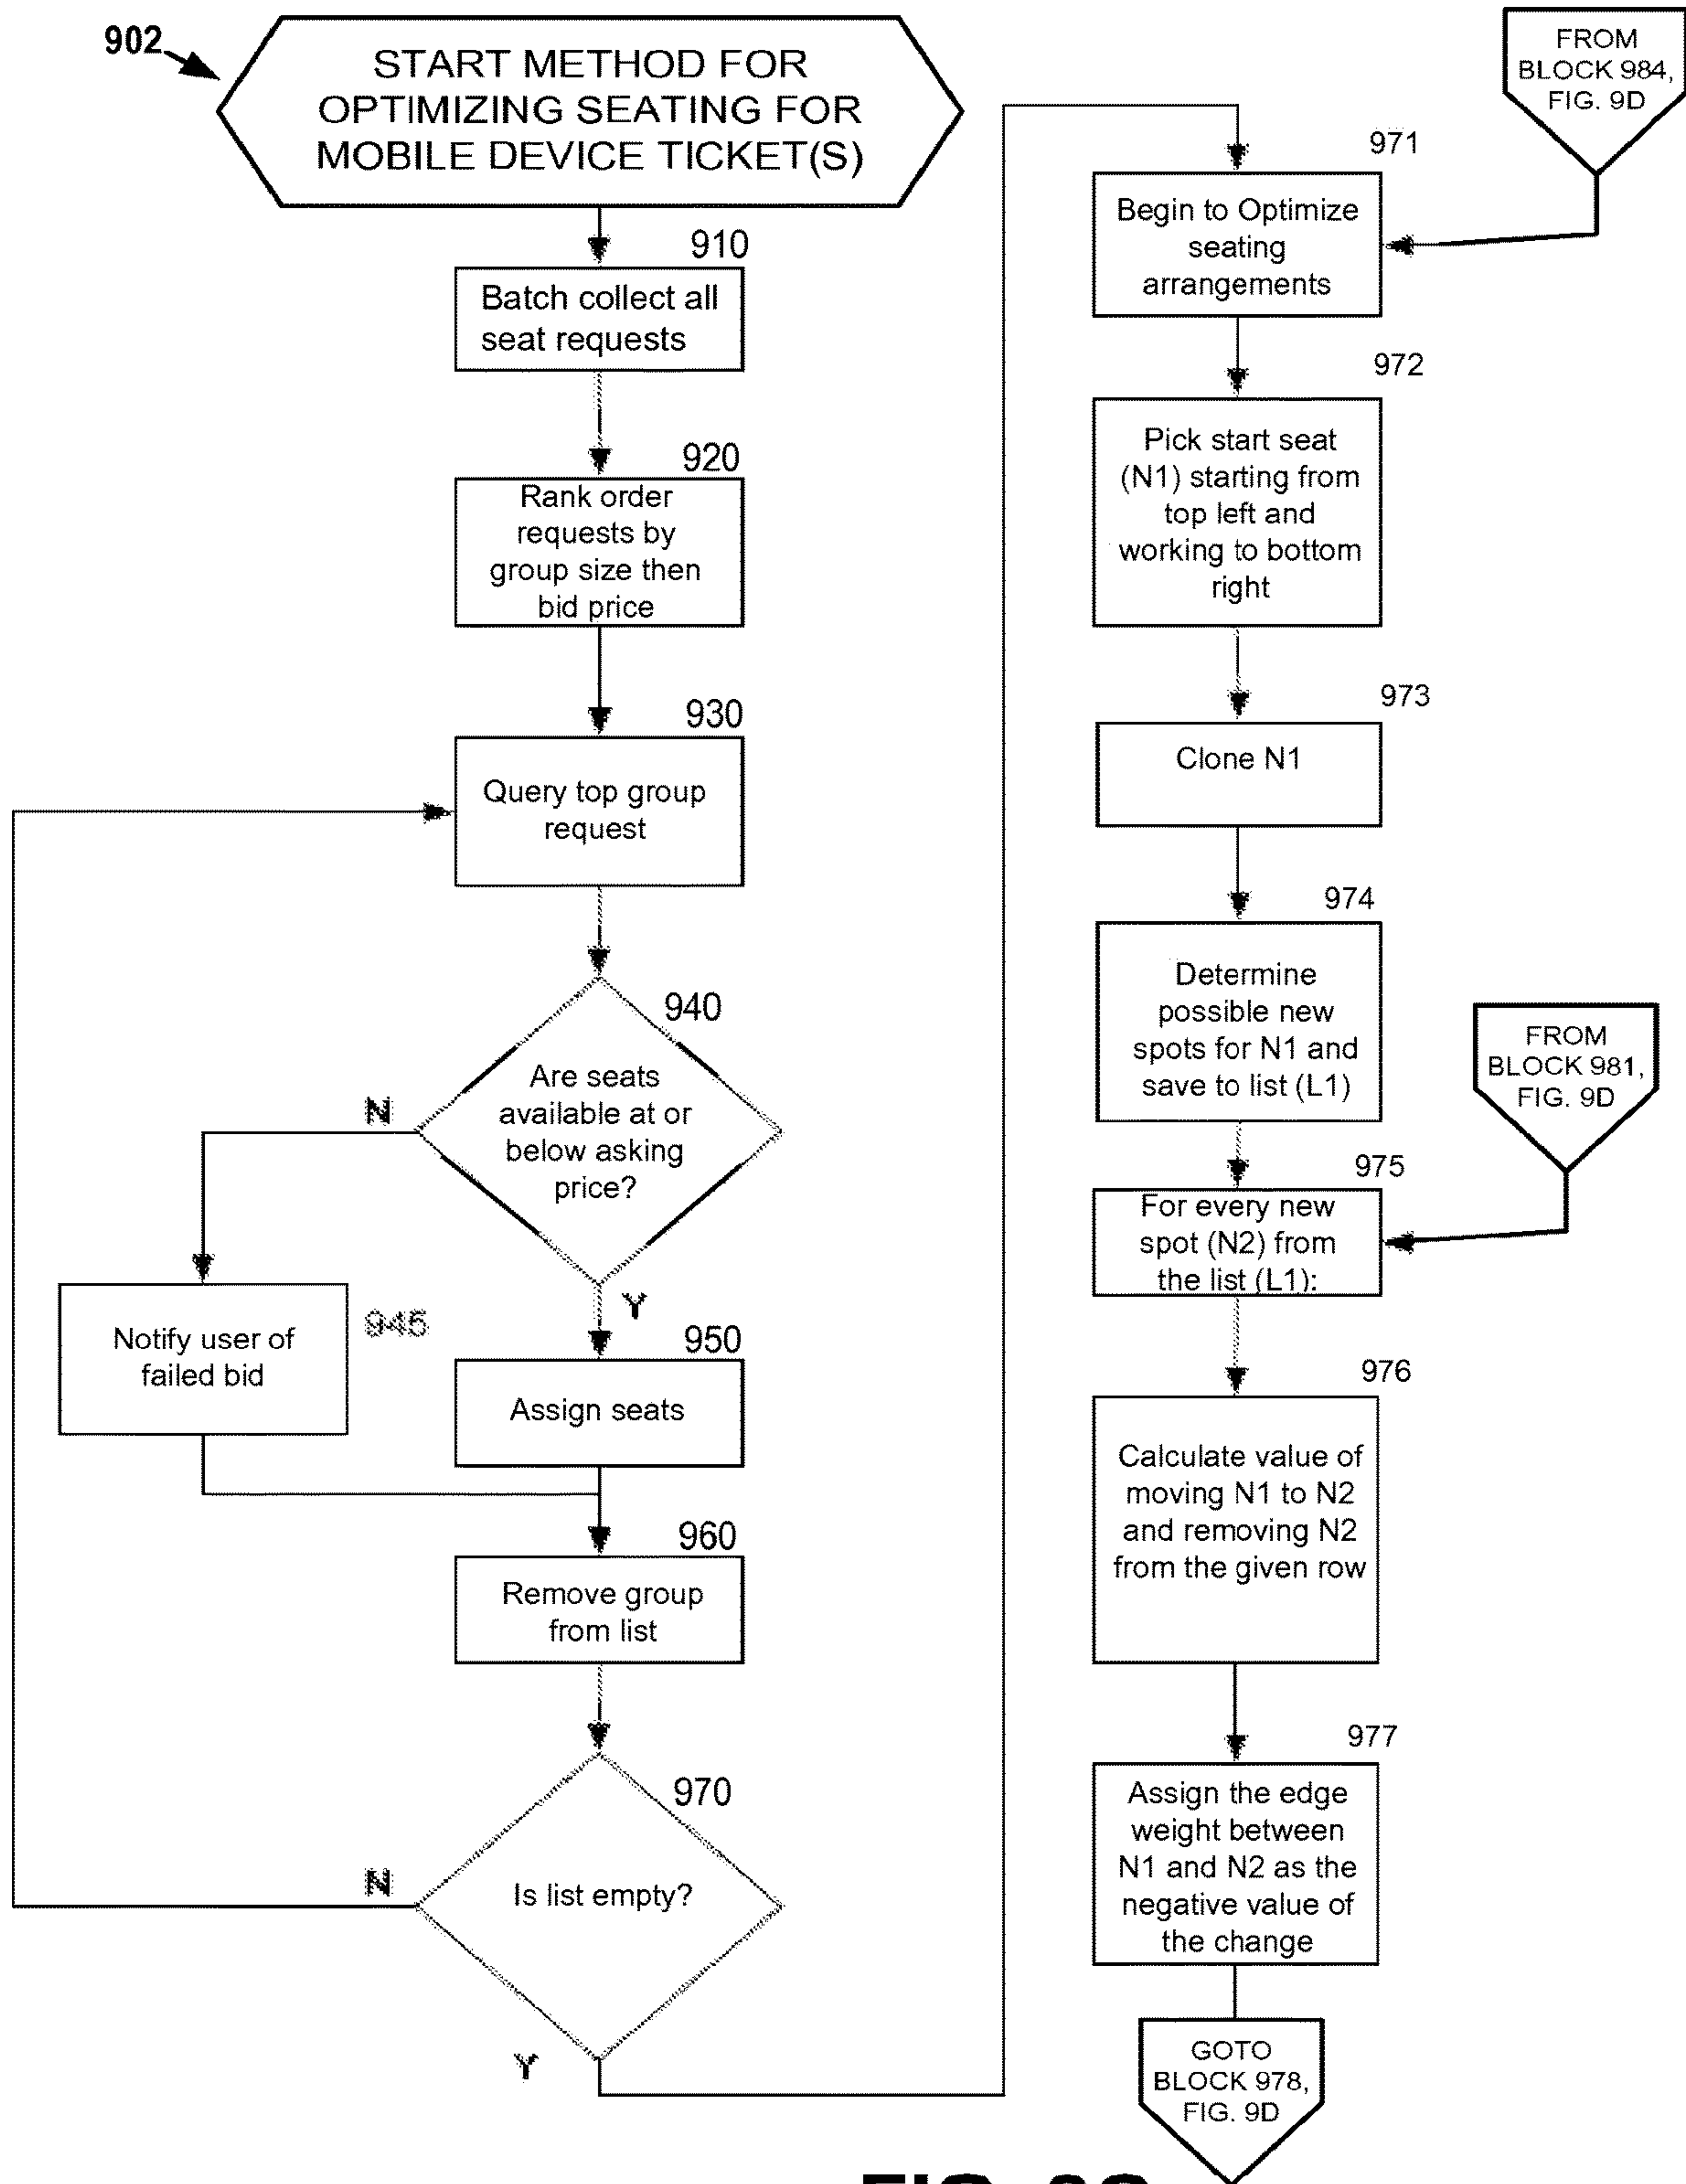 902
START METHOD FOR
OPTIMIZING SEATING FOR
MOBILE DEVICE TICKET(S)
910
Batch collect all
seat requests
920
Rank order
requests by
group size then
bid price
930
Query top group
request
940
Are seats
available at or
below asking
price?
N
Y
945
Notify user of
failed bid
950
Assign seats
960
Remove group
from list
970
Is list empty?
N
Y
FROM
BLOCK 984,
FIG. 9D
971
Begin to Optimize
seating
arrangements
972
Pick start seat
(N1) starting from
top left and
working to bottom
right
973
Clone N1
974
Determine
possible new
spots for N1 and
save to list (L1)
FROM
BLOCK 981,
FIG. 9D
975
For every new
spot (N2) from
the list (L1):
976
Calculate value of
moving N1 to N2
and removing N2
from the given row
977
Assign the edge
weight between
N1 and N2 as the
negative value of
the change
GOTO
BLOCK 978,
FIG. 9D